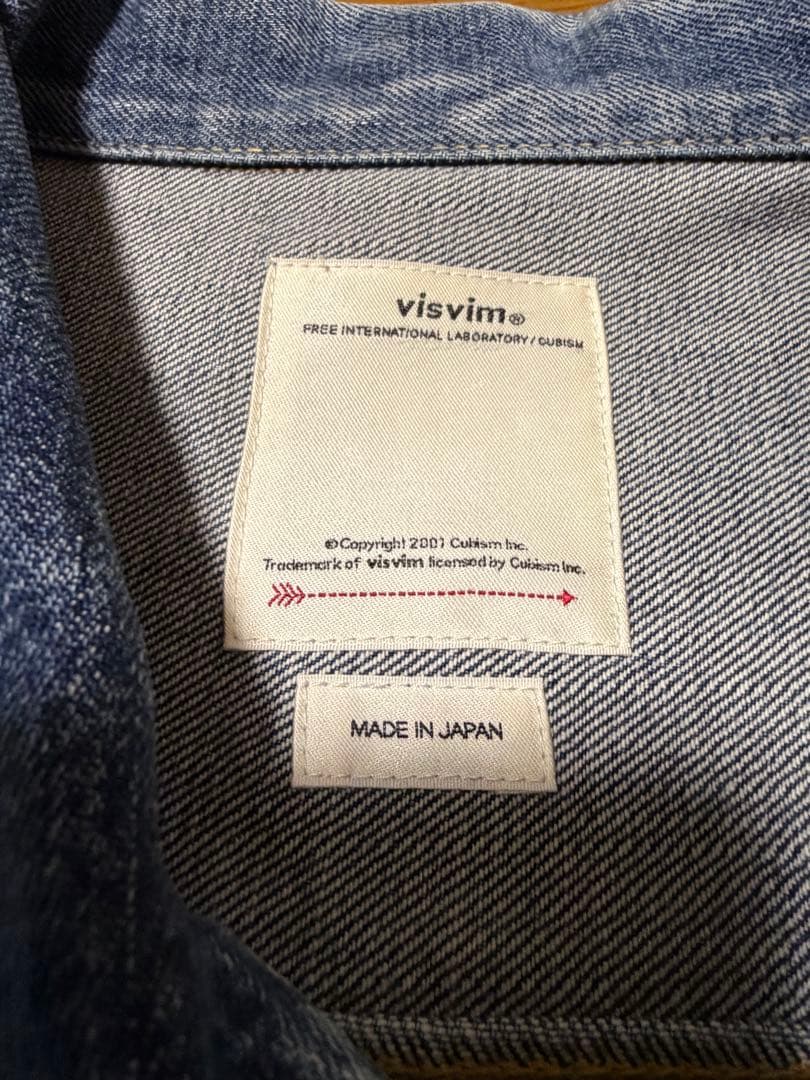 visvim®
FREE INTERNATIONAL LABORATORY / CUBISM
©Copyright 2001 Cubism Inc.
Trademark of visvim licensed by Cubism Inc.
MADE IN JAPAN